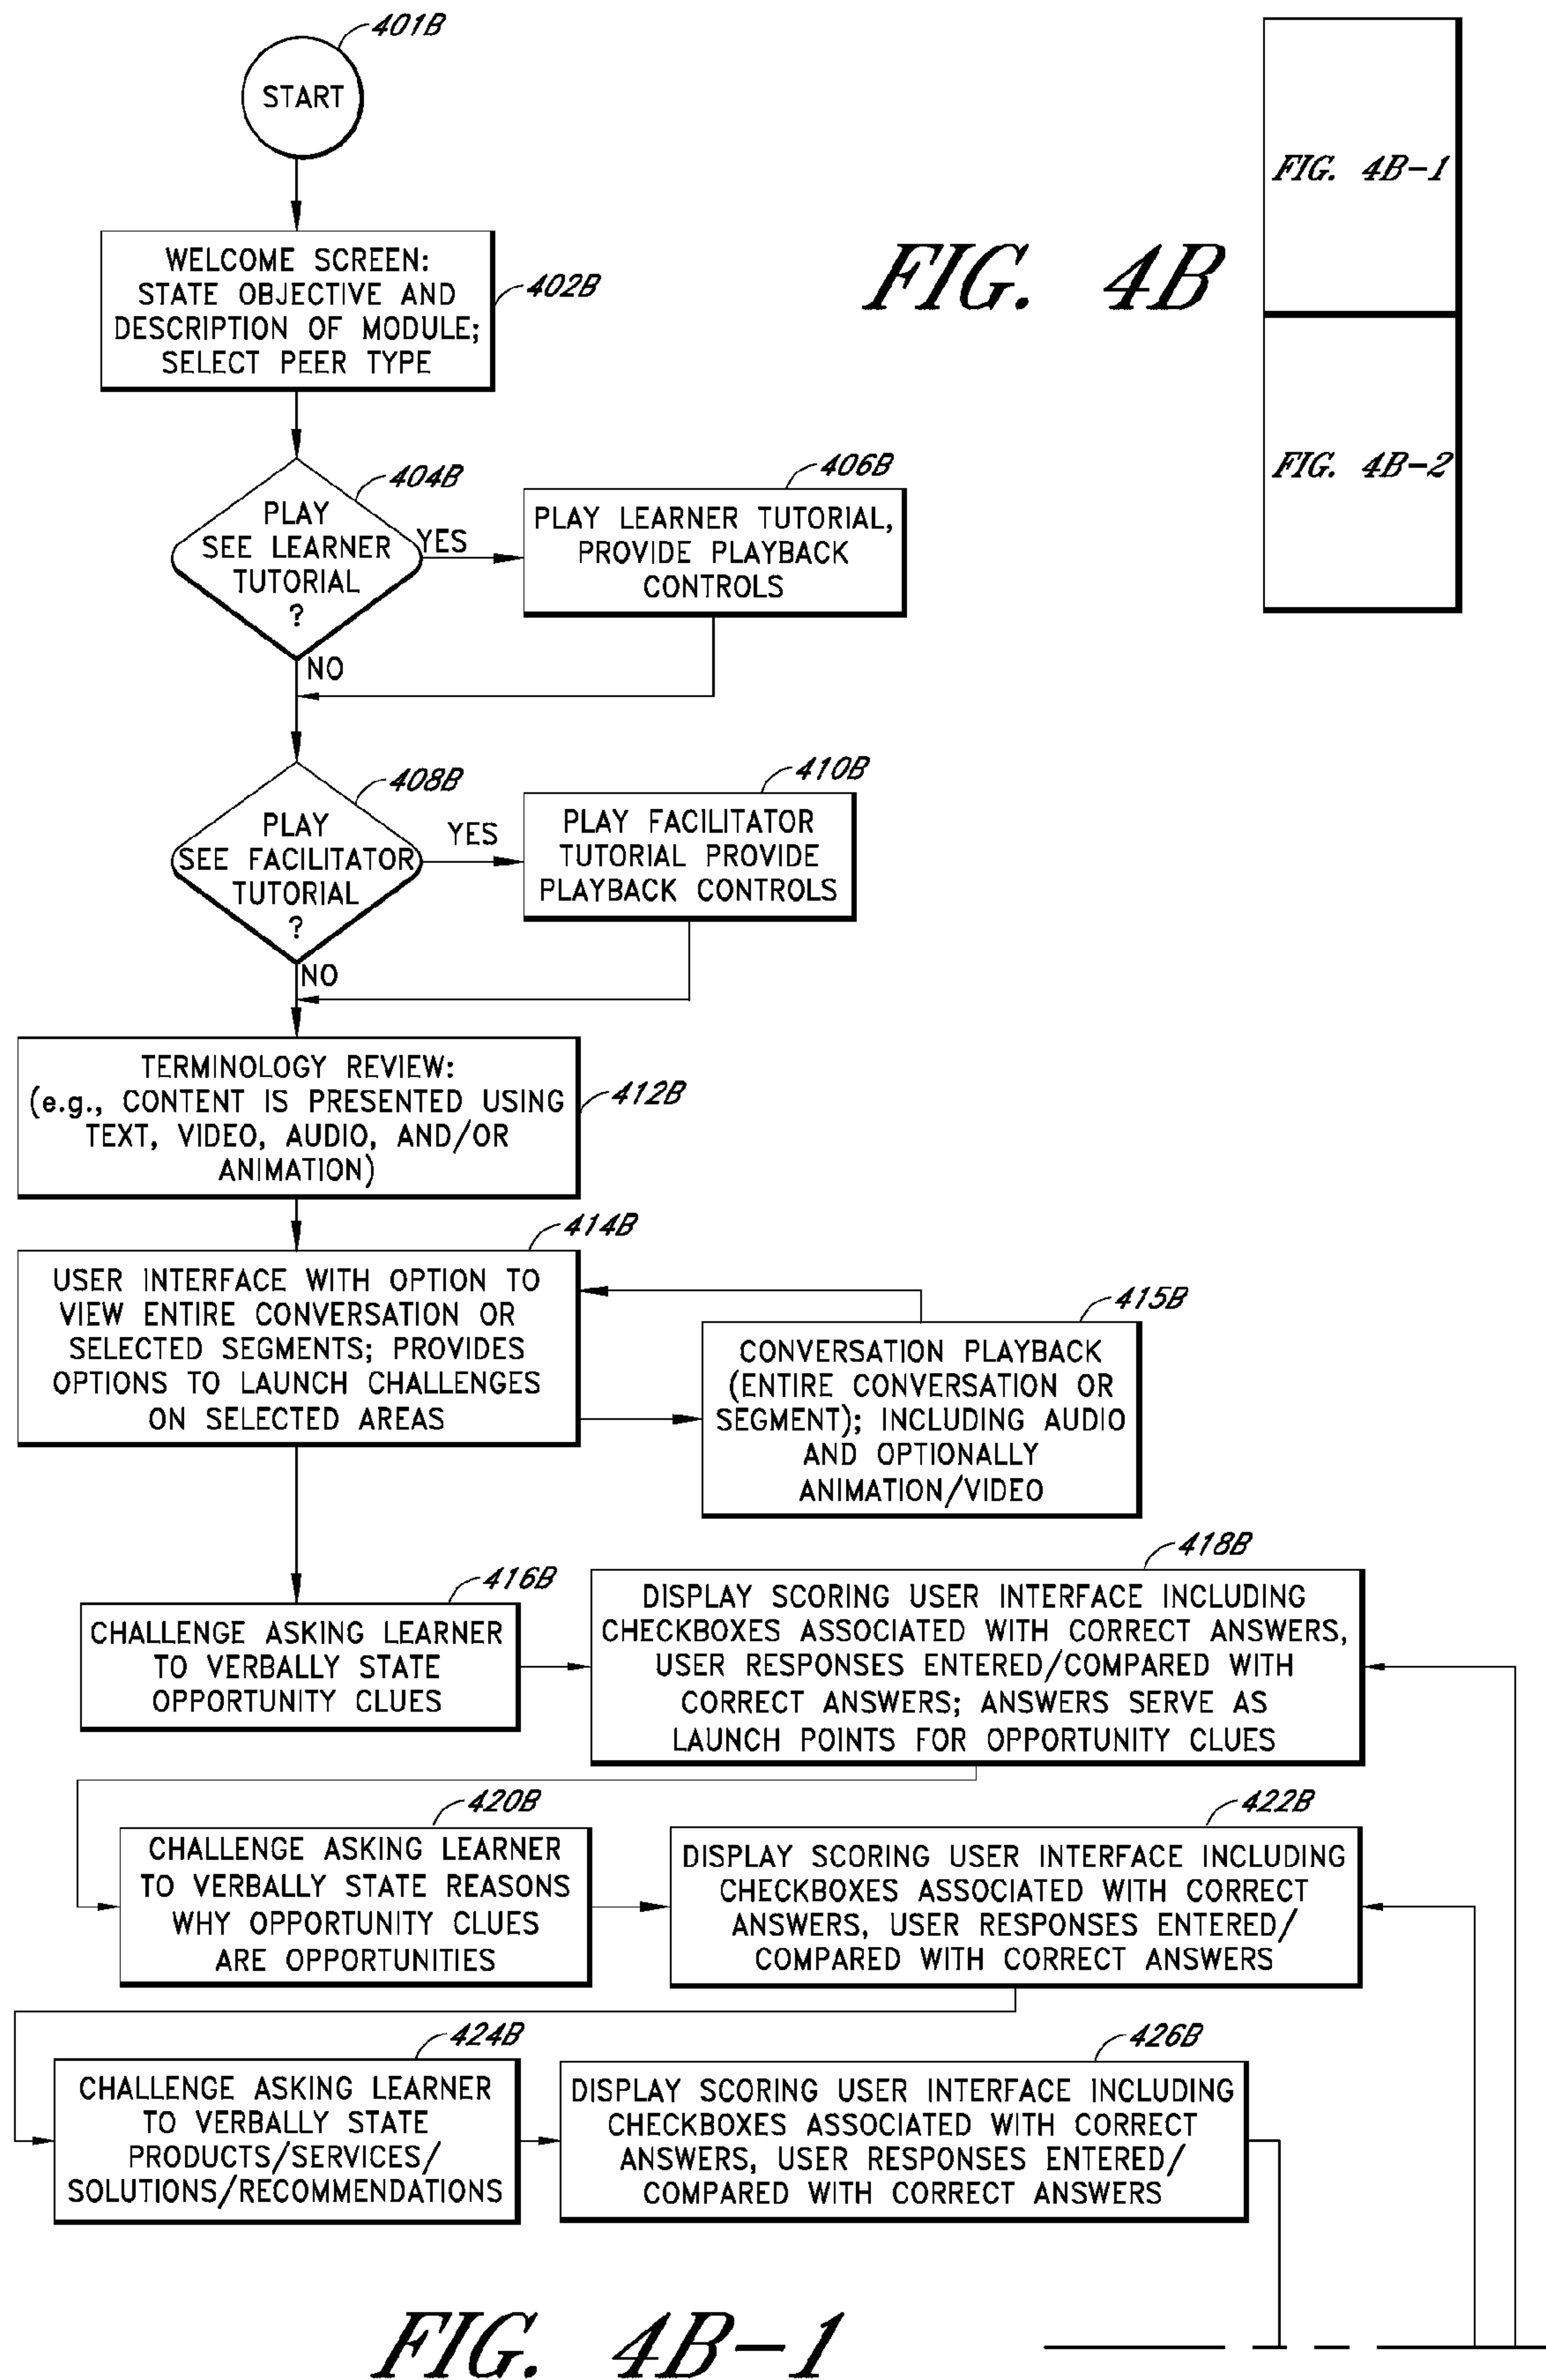 401B
START
WELCOME SCREEN:
STATE OBJECTIVE AND
DESCRIPTION OF MODULE;
SELECT PEER TYPE
402B
FIG. 4B
FIG. 4B-1
FIG. 4B-2
404B
PLAY
SEE LEARNER
TUTORIAL
?
YES
NO
406B
PLAY LEARNER TUTORIAL,
PROVIDE PLAYBACK
CONTROLS
408B
PLAY
SEE FACILITATOR
TUTORIAL
?
YES
NO
410B
PLAY FACILITATOR
TUTORIAL PROVIDE
PLAYBACK CONTROLS
TERMINOLOGY REVIEW:
(e.g., CONTENT IS PRESENTED USING
TEXT, VIDEO, AUDIO, AND/OR
ANIMATION)
412B
414B
USER INTERFACE WITH OPTION TO
VIEW ENTIRE CONVERSATION OR
SELECTED SEGMENTS; PROVIDES
OPTIONS TO LAUNCH CHALLENGES
ON SELECTED AREAS
415B
CONVERSATION PLAYBACK
(ENTIRE CONVERSATION OR
SEGMENT); INCLUDING AUDIO
AND OPTIONALLY
ANIMATION/VIDEO
416B
CHALLENGE ASKING LEARNER
TO VERBALLY STATE
OPPORTUNITY CLUES
418B
DISPLAY SCORING USER INTERFACE INCLUDING
CHECKBOXES ASSOCIATED WITH CORRECT ANSWERS,
USER RESPONSES ENTERED/COMPARED WITH
CORRECT ANSWERS; ANSWERS SERVE AS
LAUNCH POINTS FOR OPPORTUNITY CLUES
420B
CHALLENGE ASKING LEARNER
TO VERBALLY STATE REASONS
WHY OPPORTUNITY CLUES
ARE OPPORTUNITIES
422B
DISPLAY SCORING USER INTERFACE INCLUDING
CHECKBOXES ASSOCIATED WITH CORRECT
ANSWERS, USER RESPONSES ENTERED/
COMPARED WITH CORRECT ANSWERS
424B
CHALLENGE ASKING LEARNER
TO VERBALLY STATE
PRODUCTS/SERVICES/
SOLUTIONS/RECOMMENDATIONS
426B
DISPLAY SCORING USER INTERFACE INCLUDING
CHECKBOXES ASSOCIATED WITH CORRECT
ANSWERS, USER RESPONSES ENTERED/
COMPARED WITH CORRECT ANSWERS
FIG. 4B-1